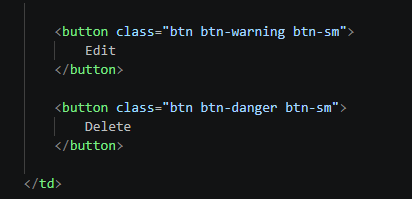 <button class="btn btn-warning btn-sm">
Edit
</button>
<button class="btn btn-danger btn-sm">
Delete
</button>
</td>